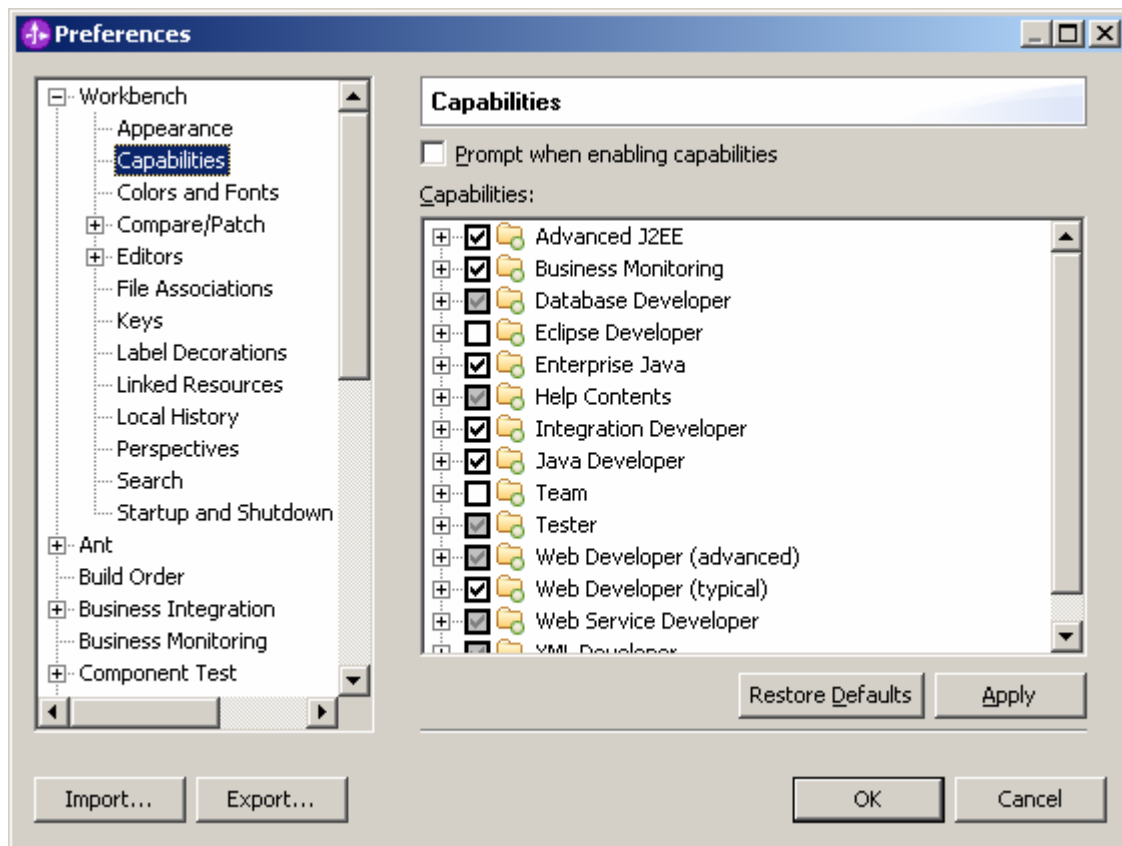 Preferences
Workbench
Appearance
Capabilities
Colors and Fonts
Compare/Patch
Editors
File Associations
Keys
Label Decorations
Linked Resources
Local History
Perspectives
Search
Startup and Shutdown
Ant
Build Order
Business Integration
Business Monitoring
Component Test
Capabilities
Prompt when enabling capabilities
Capabilities:
Advanced J2EE
Business Monitoring
Database Developer
Eclipse Developer
Enterprise Java
Help Contents
Integration Developer
Java Developer
Team
Tester
Web Developer (advanced)
Web Developer (typical)
Web Service Developer
XML Developer
Restore Defaults
Apply
Import...
Export...
OK
Cancel